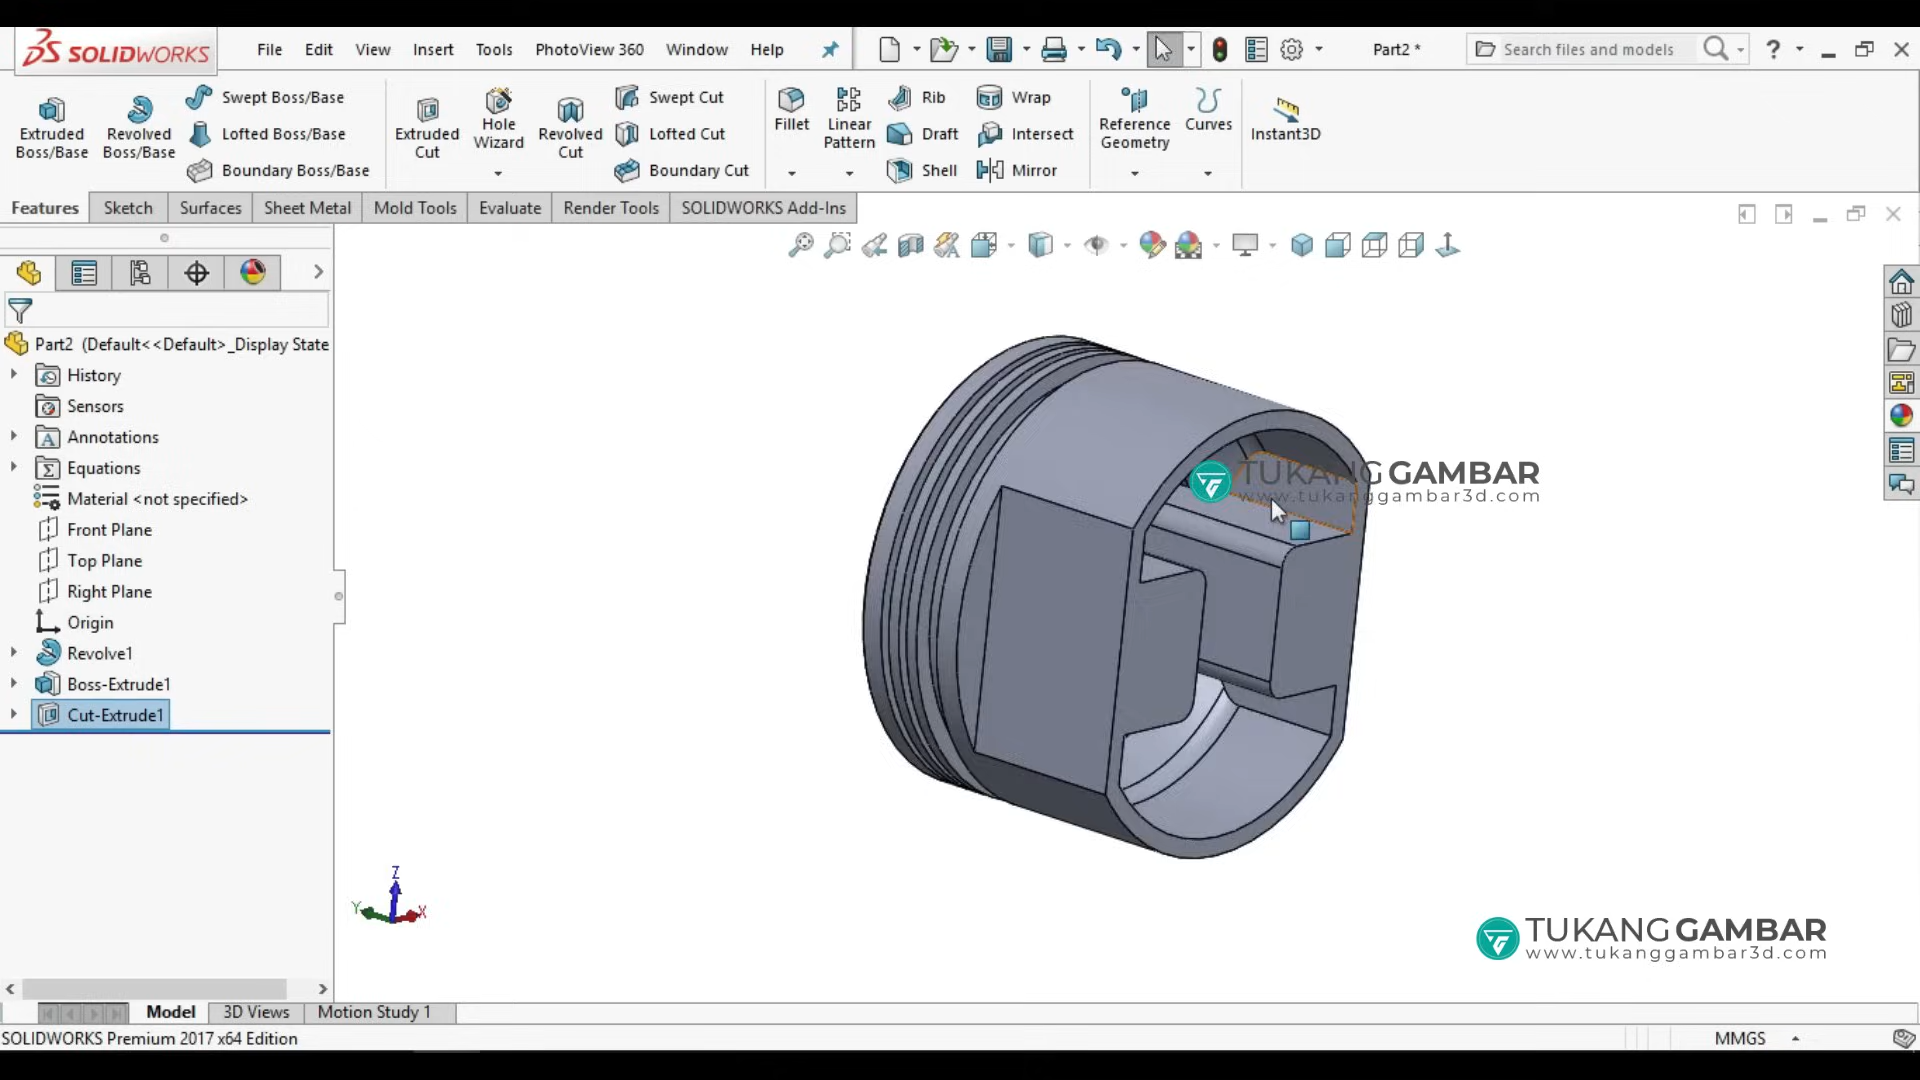 SOLIDWORKS
File Edit View Insert Tools PhotoView 360 Window Help
Part2 *
Search files and models
?
Extruded Boss/Base
Revolved Boss/Base
Swept Boss/Base
Lofted Boss/Base
Boundary Boss/Base
Extruded Cut
Hole Wizard
Revolved Cut
Swept Cut
Lofted Cut
Boundary Cut
Fillet
Linear Pattern
Rib
Draft
Shell
Wrap
Intersect
Mirror
Reference Geometry
Curves
Instant3D
Features Sketch Surfaces Sheet Metal Mold Tools Evaluate Render Tools SOLIDWORKS Add-Ins
Part2 (Default<<Default>_Display State
History
Sensors
Annotations
Equations
Material <not specified>
Front Plane
Top Plane
Right Plane
Origin
Revolve1
Boss-Extrude1
Cut-Extrude1
TUKANG GAMBAR
www.tukanggambar3d.com
Z
Y
X
TUKANG GAMBAR
www.tukanggambar3d.com
Model 3D Views Motion Study 1
SOLIDWORKS Premium 2017 x64 Edition
MMGS